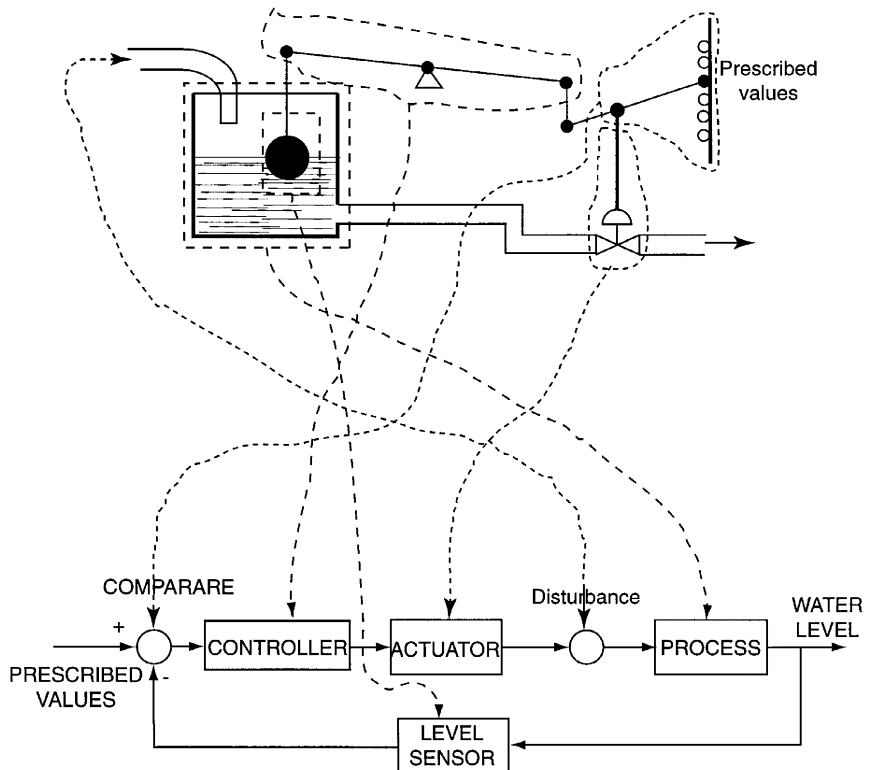 Prescribed
values
COMPARARE
Disturbance
WATER
LEVEL
+
CONTROLLER
ACTUATOR
PROCESS
PRESCRIBED
VALUES
-
LEVEL
SENSOR